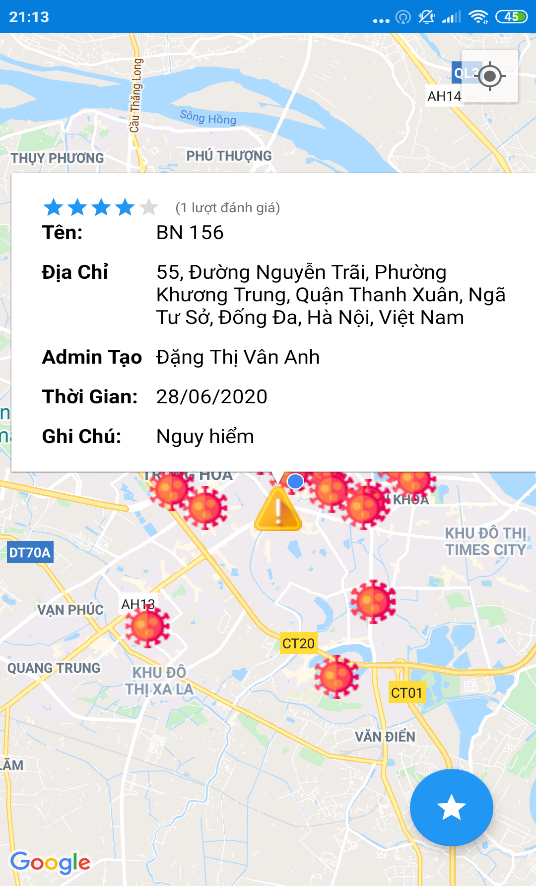 21:13
45
Cầu Thăng Long
AH14
Sông Hồng
THỤY PHƯƠNG
PHÚ THƯỢNG
(1 lượt đánh giá)
Tên: BN 156
Địa Chỉ 55, Đường Nguyễn Trãi, Phường
Khương Trung, Quận Thanh Xuân, Ngã
Tư Sở, Đống Đa, Hà Nội, Việt Nam
Admin Tạo Đặng Thị Vân Anh
Thời Gian: 28/06/2020
Ghi Chú: Nguy hiểm
KHOA
KHU ĐÔ THỊ
TIMES CITY
DT70A
VẠN PHÚC
AH13
CT20
QUANG TRUNG
KHU ĐÔ
THỊ XA LA
CT01
VĂN ĐIỂN
LÃM
Google